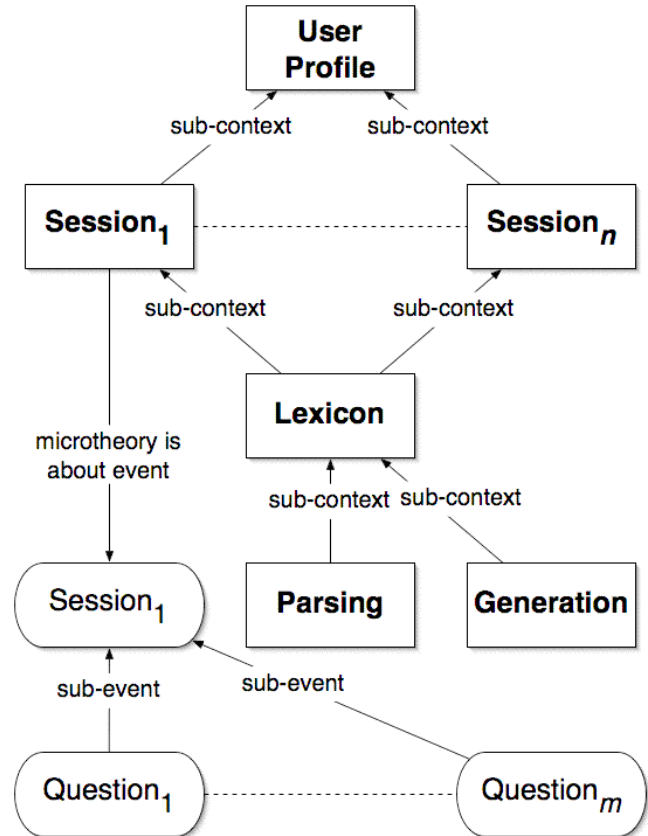 User
Profile
sub-context
sub-context
Session1
Sessionn
sub-context
sub-context
Lexicon
microtheory is
about event
sub-context
sub-context
Session1
Parsing
Generation
sub-event
sub-event
Question1
Questionm